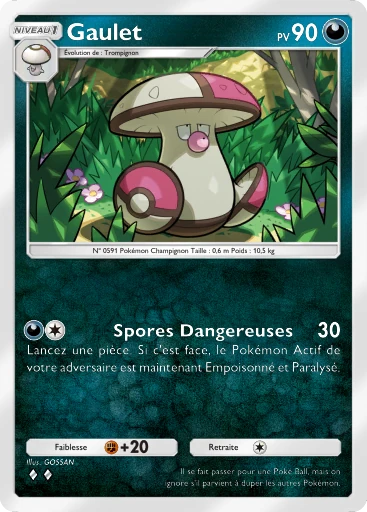 NIVEAU 1
Gaulet
PV 90
Évolution de : Trompignon
N° 0591 Pokémon Champignon Taille : 0,6 m Poids : 10,5 kg
Spores Dangereuses 30
Lancez une pièce. Si c'est face, le Pokémon Actif de
votre adversaire est maintenant Empoisonné et Paralysé.
Faiblesse +20
Retraite
Illus. GOSSAN
Il se fait passer pour une Poké Ball, mais on
ignore s'il parvient à duper les autres Pokémon.